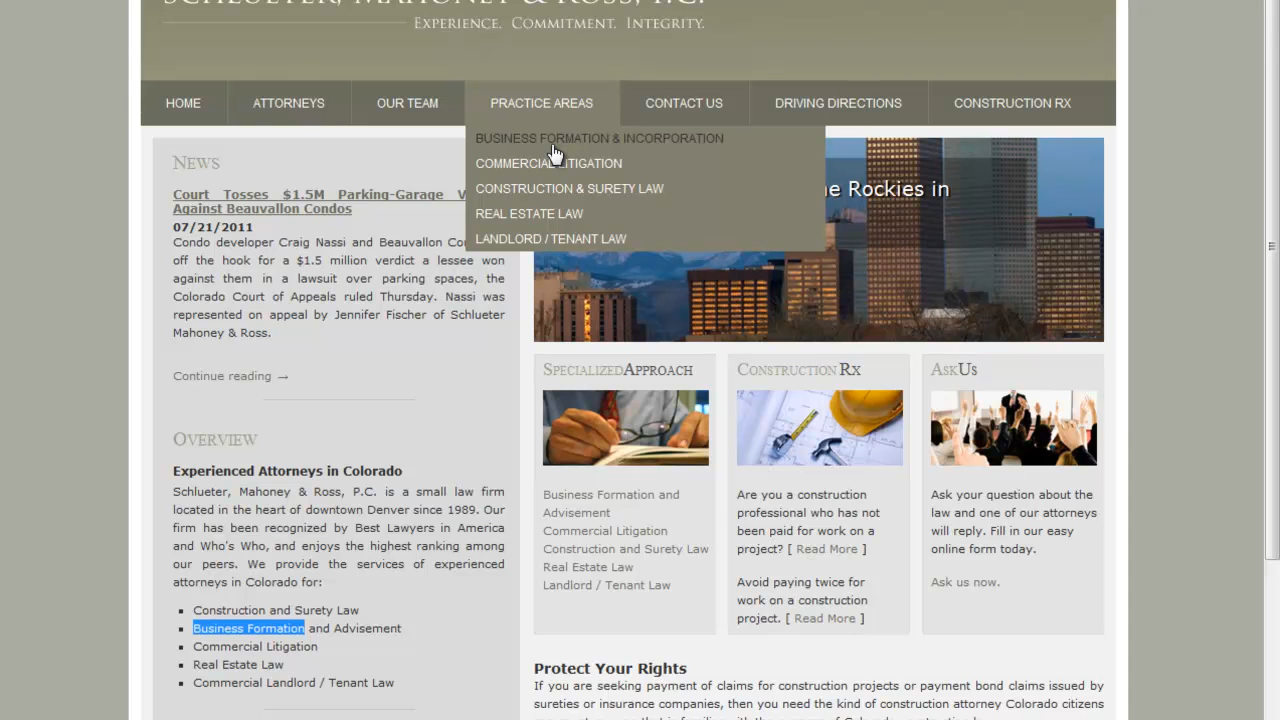 SCHLUETER, MAHONEY & ROSS, P.C.
EXPERIENCE. COMMITMENT. INTEGRITY.
HOME ATTORNEYS OUR TEAM PRACTICE AREAS CONTACT US DRIVING DIRECTIONS CONSTRUCTION RX
BUSINESS FORMATION & INCORPORATION
COMMERCIAL LITIGATION
CONSTRUCTION & SURETY LAW
REAL ESTATE LAW
LANDLORD / TENANT LAW
NEWS
Court Tosses $1.5M Parking-Garage V
Against Beauvallon Condos
07/21/2011
Condo developer Craig Nassi and Beauvallon Co
off the hook for a $1.5 million verdict a lessee won
against them in a lawsuit over parking spaces, the
Colorado Court of Appeals ruled Thursday. Nassi was
represented on appeal by Jennifer Fischer of Schlueter
Mahoney & Ross.
Continue reading →
OVERVIEW
Experienced Attorneys in Colorado
Schlueter, Mahoney & Ross, P.C. is a small law firm
located in the heart of downtown Denver since 1989. Our
firm has been recognized by Best Lawyers in America
and Who's Who, and enjoys the highest ranking among
our peers. We provide the services of experienced
attorneys in Colorado for:
Construction and Surety Law
Business Formation and Advisement
Commercial Litigation
Real Estate Law
Commercial Landlord / Tenant Law
he Rockies in
SPECIALIZEDAPPROACH
Business Formation and
Advisement
Commercial Litigation
Construction and Surety Law
Real Estate Law
Landlord / Tenant Law
CONSTRUCTION RX
Are you a construction
professional who has not
been paid for work on a
project? [ Read More ]
Avoid paying twice for
work on a construction
project. [ Read More ]
ASKUS
Ask your question about the
law and one of our attorneys
will reply. Fill in our easy
online form today.
Ask us now.
Protect Your Rights
If you are seeking payment of claims for construction projects or payment bond claims issued by
sureties or insurance companies, then you need the kind of construction attorney Colorado citizens